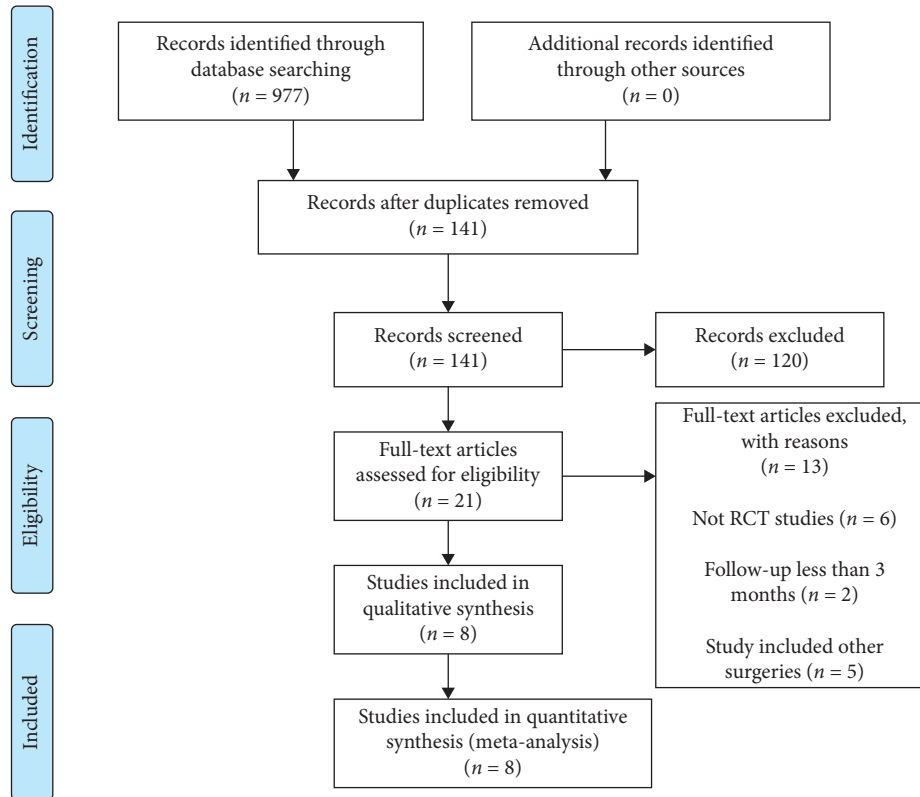 Identification
Records identified through
database searching
(n = 977)
Additional records identified
through other sources
(n = 0)
Records after duplicates removed
(n = 141)
Screening
Records screened
(n = 141)
Records excluded
(n = 120)
Eligibility
Full-text articles
assessed for eligibility
(n = 21)
Full-text articles excluded,
with reasons
(n = 13)
Not RCT studies (n = 6)
Follow-up less than 3
months (n = 2)
Study included other
surgeries (n = 5)
Studies included in
qualitative synthesis
(n = 8)
Included
Studies included in quantitative
synthesis (meta-analysis)
(n = 8)